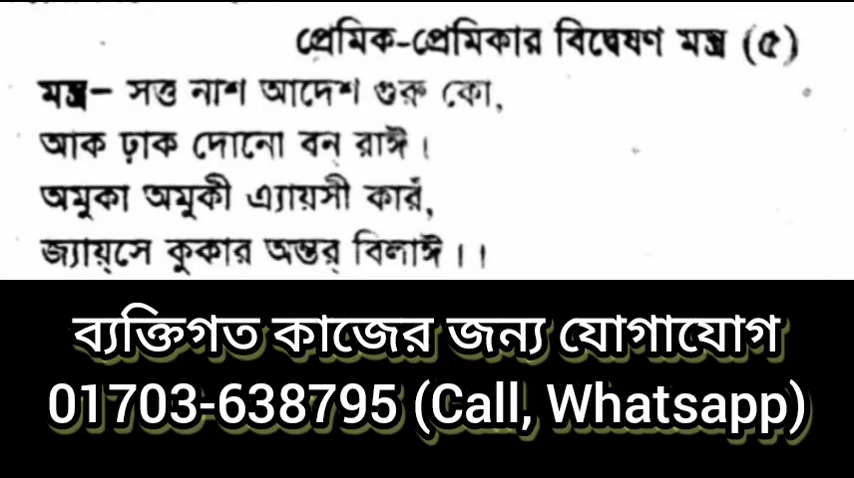 প্রেমিক-প্রেমিকার বিদ্বেষণ মন্ত্র (৫)
মন্ত্র- সত্ত নাশ আদেশ গুরু কো,
আক ঢাক দোনো বন্ রাঈ।
অমুকা অমুকী এ্যায়সী কারঁ,
জ্যায়্সে কুকার অন্তর্ বিলাঈ।।
ব্যক্তিগত কাজের জন্য যোগাযোগ
01703-638795 (Call, Whatsapp)